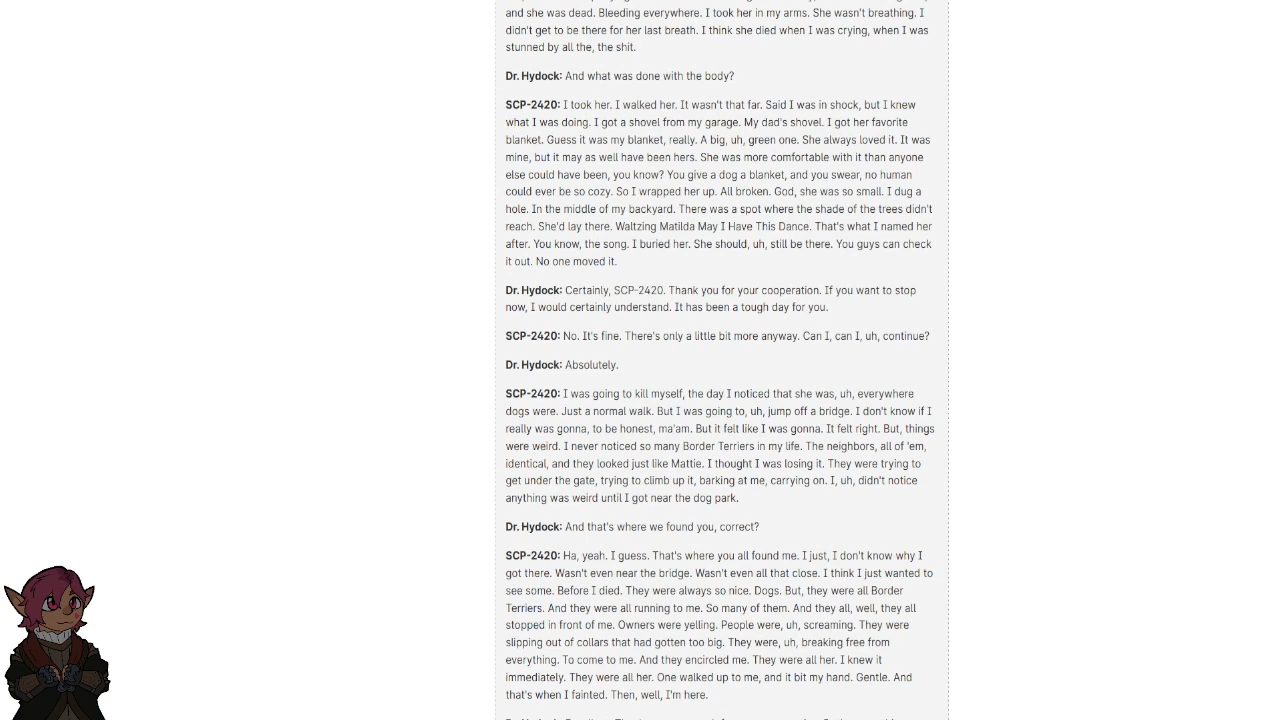 and she was dead. Bleeding everywhere. I took her in my arms. She wasn't breathing. I
didn't get to be there for her last breath. I think she died when I was crying, when I was
stunned by all the, the shit.
Dr. Hydock: And what was done with the body?
SCP-2420: I took her. I walked her. It wasn't that far. Said I was in shock, but I knew
what I was doing. I got a shovel from my garage. My dad's shovel. I got her favorite
blanket. Guess it was my blanket, really. A big, uh, green one. She always loved it. It was
mine, but it may as well have been hers. She was more comfortable with it than anyone
else could have been, you know? You give a dog a blanket, and you swear, no human
could ever be so cozy. So I wrapped her up. All broken. God, she was so small. I dug a
hole. In the middle of my backyard. There was a spot where the shade of the trees didn't
reach. She'd lay there. Waltzing Matilda May I Have This Dance. That's what I named her
after. You know, the song. I buried her. She should, uh, still be there. You guys can check
it out. No one moved it.
Dr. Hydock: Certainly, SCP-2420. Thank you for your cooperation. If you want to stop
now, I would certainly understand. It has been a tough day for you.
SCP-2420: No. It's fine. There's only a little bit more anyway. Can I, can I, uh, continue?
Dr. Hydock: Absolutely.
SCP-2420: I was going to kill myself, the day I noticed that she was, uh, everywhere
dogs were. Just a normal walk. But I was going to, uh, jump off a bridge. I don't know if I
really was gonna, to be honest, ma'am. But it felt like I was gonna. It felt right. But, things
were weird. I never noticed so many Border Terriers in my life. The neighbors, all of 'em,
identical, and they looked just like Mattie. I thought I was losing it. They were trying to
get under the gate, trying to climb up it, barking at me, carrying on. I, uh, didn't notice
anything was weird until I got near the dog park.
Dr. Hydock: And that's where we found you, correct?
SCP-2420: Ha, yeah. I guess. That's where you all found me. I just, I don't know why I
got there. Wasn't even near the bridge. Wasn't even all that close. I think I just wanted to
see some. Before I died. They were always so nice. Dogs. But, they were all Border
Terriers. And they were all running to me. So many of them. And they all, well, they all
stopped in front of me. Owners were yelling. People were, uh, screaming. They were
slipping out of collars that had gotten too big. They were, uh, breaking free from
everything. To come to me. And they encircled me. They were all her. I knew it
immediately. They were all her. One walked up to me, and it bit my hand. Gentle. And
that's when I fainted. Then, well, I'm here.